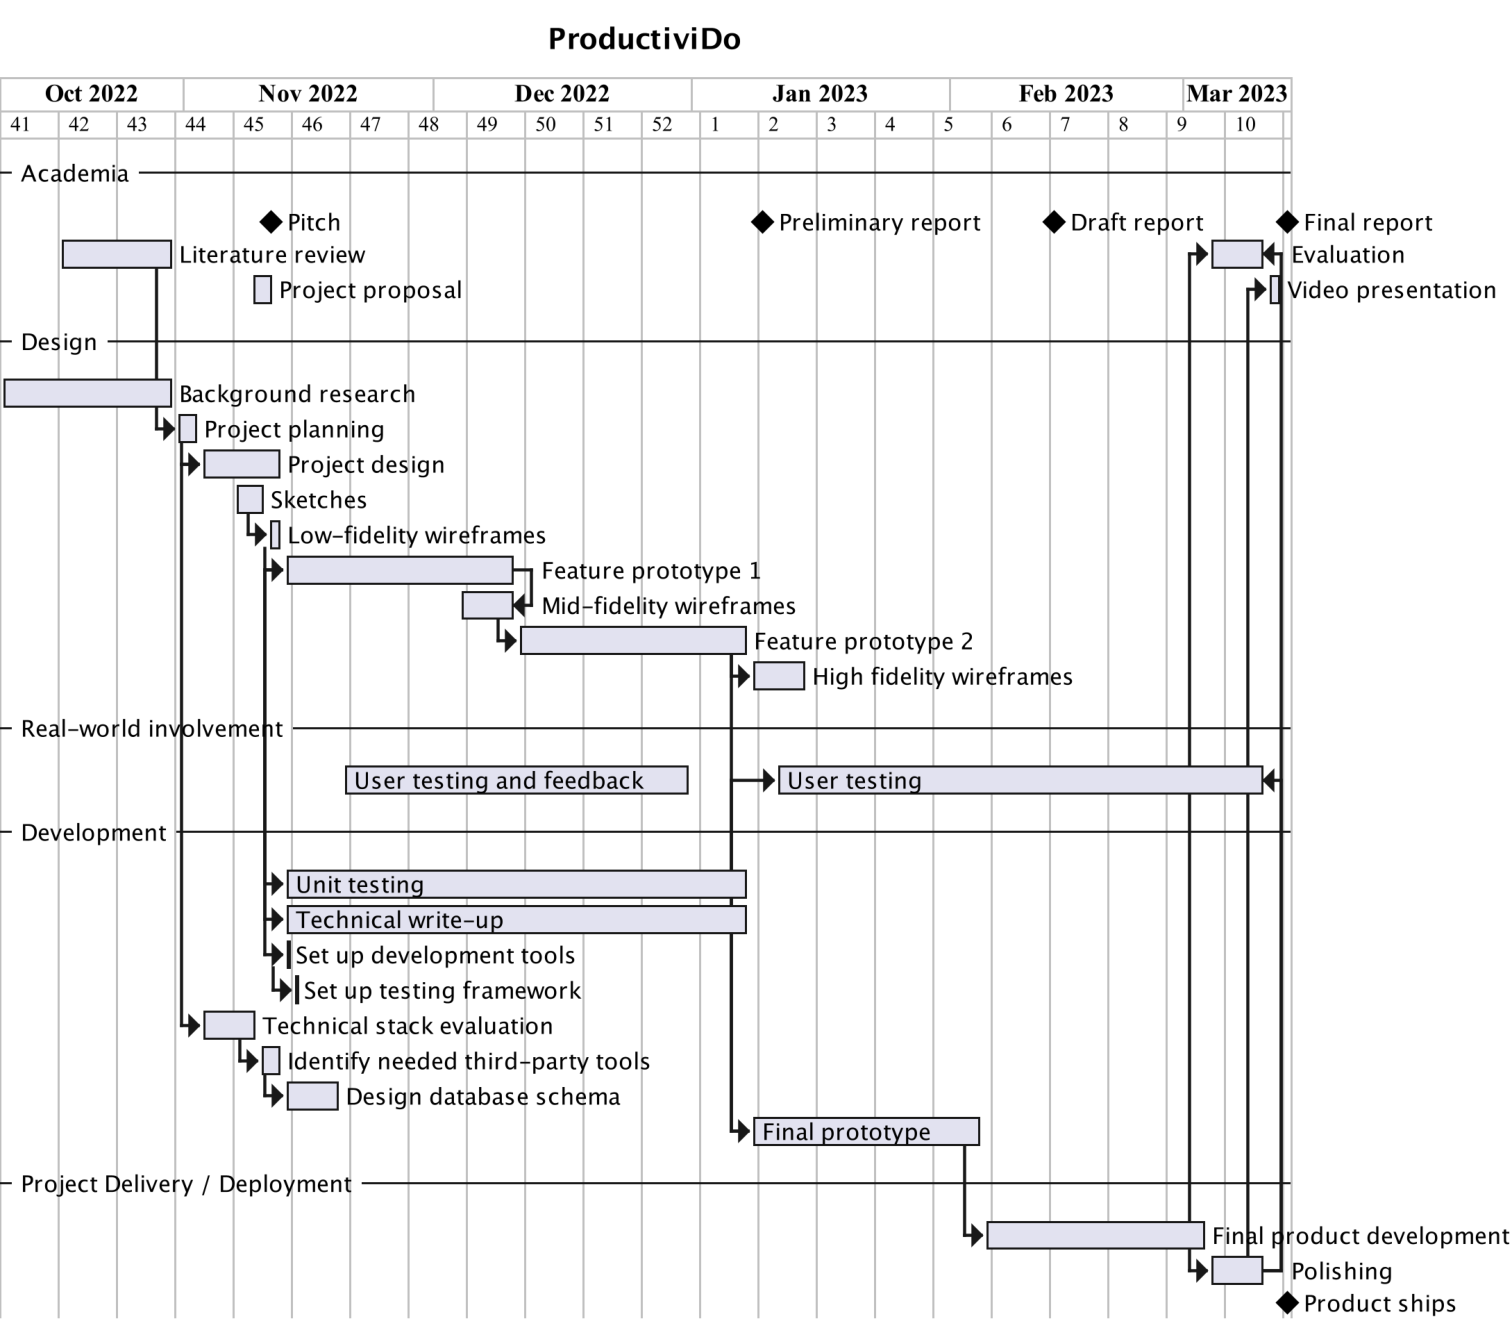 ProductiviDo
Oct 2022 Nov 2022 Dec 2022 Jan 2023 Feb 2023 Mar 2023
41 42 43 44 45 46 47 48 49 50 51 52 1 2 3 4 5 6 7 8 9 10
Academia
Pitch Preliminary report Draft report Final report
Literature review Evaluation
Project proposal Video presentation
Design
Background research
Project planning
Project design
Sketches
Low-fidelity wireframes
Feature prototype 1
Mid-fidelity wireframes
Feature prototype 2
High fidelity wireframes
Real-world involvement
User testing and feedback User testing
Development
Unit testing
Technical write-up
Set up development tools
Set up testing framework
Technical stack evaluation
Identify needed third-party tools
Design database schema
Final prototype
Project Delivery / Deployment
Final product development
Polishing
Product ships